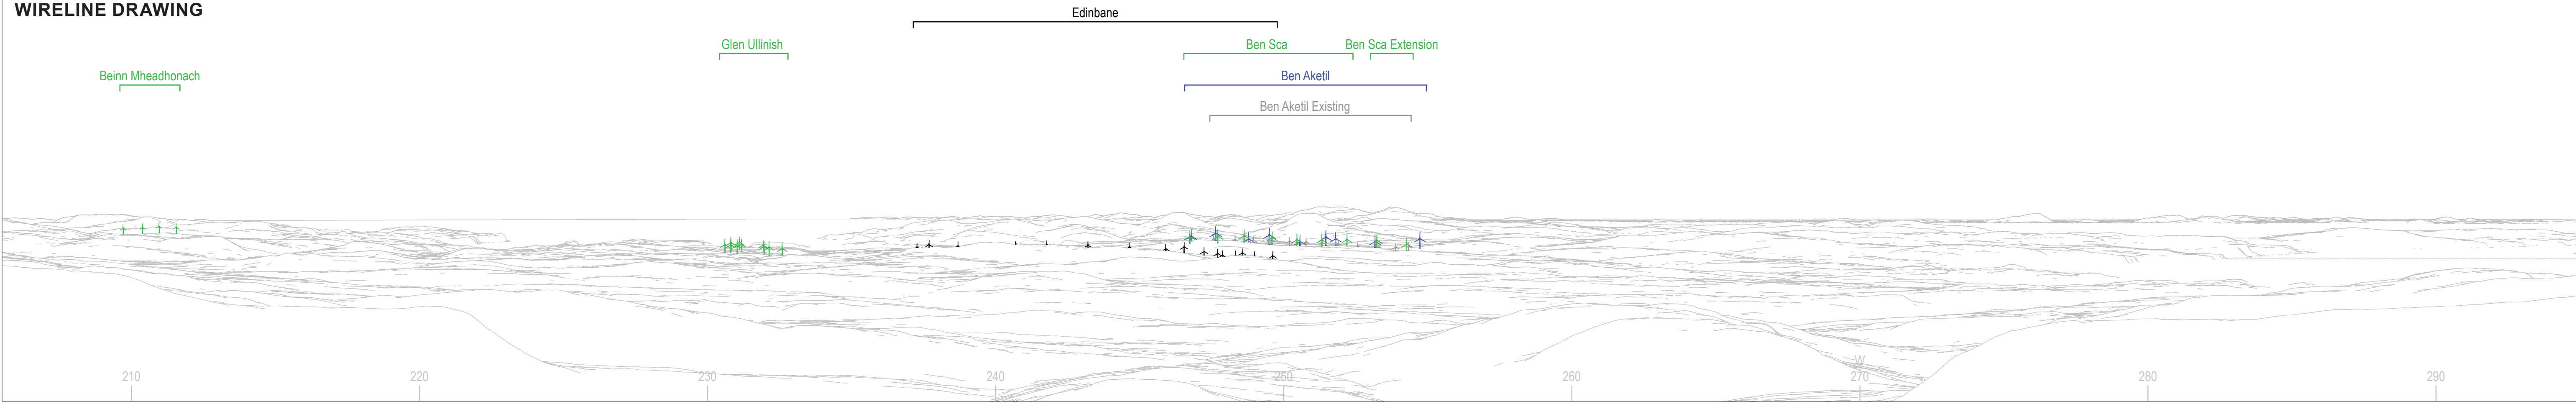 WIRELINE DRAWING
Edinbane
Glen Ullinish
Ben Sca
Ben Sca Extension
Beinn Mheadhonach
Ben Aketil
Ben Aketil Existing
W
210
220
230
240
250
260
270
280
290